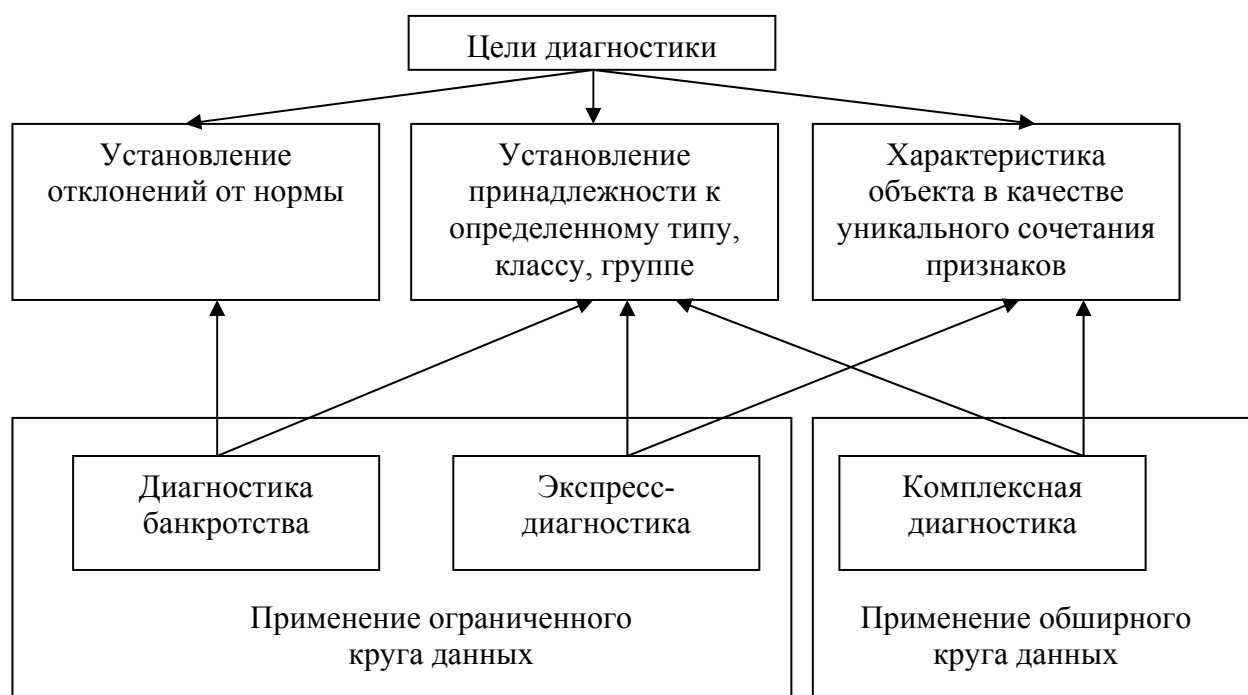 Цели диагностики
Установление
отклонений от нормы
Установление
принадлежности к
определенному типу,
классу, группе
Характеристика
объекта в качестве
уникального сочетания
признаков
Диагностика
банкротства
Экспресс-
диагностика
Комплексная
диагностика
Применение ограниченного
круга данных
Применение обширного
круга данных